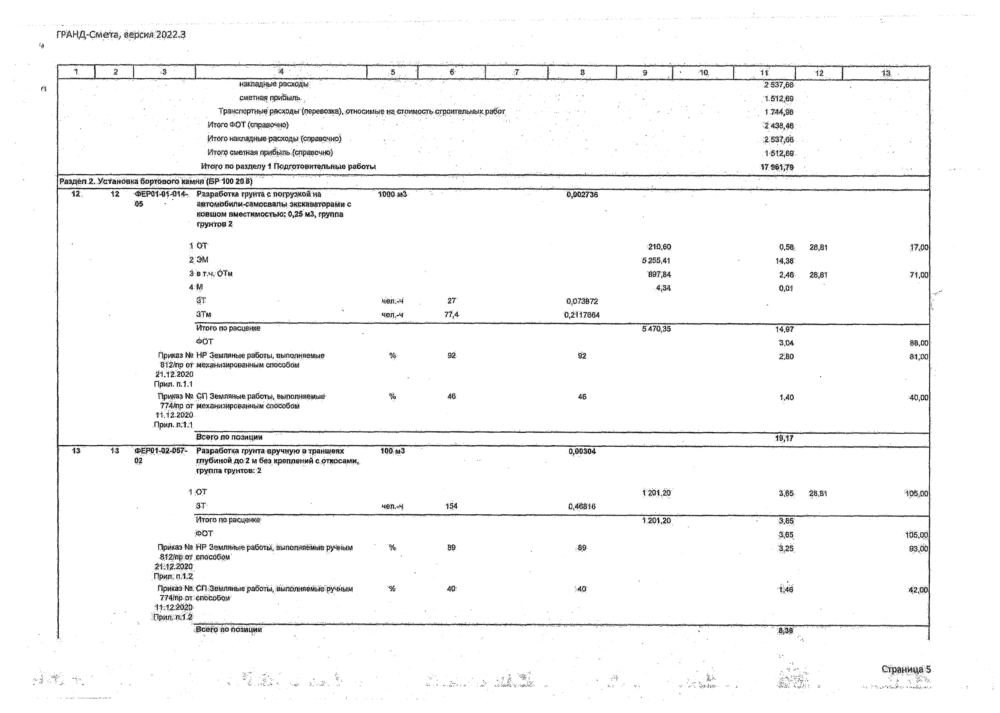 ГРАНД-Смета, версия 2022.3
1 2 3 4 5 6 7 8 9 10 11 12 13
накладные расходы 2 537,66
сметная прибыль 1 512,69
Транспортные расходы (перевозка), относимые на стоимость строительных работ 1 744,96
Итого ФОТ (справочно) 2 438,46
Итого накладные расходы (справочно) 2 537,66
Итого сметная прибыль (справочно) 1 512,69
Итого по разделу 1 Подготовительные работы 17 961,79
Раздел 2. Установка бортового камня (БР 100 20 8)
12 12 ФЕР01-01-014- Разработка грунта с погрузкой на 1000 м3 0,002736
05 автомобили-самосвалы экскаваторами с
ковшом вместимостью: 0,25 м3, группа
грунтов 2
1 ОТ 210,60 0,58 28,81 17,00
2 ЭМ 5 255,41 14,38
3 в т.ч. ОТм 897,84 2,46 28,81 71,00
4 М 4,34 0,01
ЗТ чел.-ч 27 0,073872
ЗТм чел.-ч 77,4 0,2117664
Итого по расценке 5 470,35 14,97
ФОТ 3,04 88,00
Приказ № НР Земляные работы, выполняемые % 92 92 2,80 81,00
812/пр от механизированным способом
21.12.2020
Прил. п.1.1
Приказ № СП Земляные работы, выполняемые % 46 46 1,40 40,00
774/пр от механизированным способом
11.12.2020
Прил. п.1.1
Всего по позиции 19,17
13 13 ФЕР01-02-057- Разработка грунта вручную в траншеях 100 м3 0,00304
02 глубиной до 2 м без креплений с откосами,
группа грунтов: 2
1 ОТ 1 201,20 3,65 28,81 105,00
ЗТ чел.-ч 154 0,46816
Итого по расценке 1 201,20 3,65
ФОТ 3,65 105,00
Приказ № НР Земляные работы, выполняемые ручным % 89 89 3,25 93,00
812/пр от способом
21.12.2020
Прил. п.1.2
Приказ № СП Земляные работы, выполняемые ручным % 40 40 1,46 42,00
774/пр от способом
11.12.2020
Прил. п.1.2
Всего по позиции 8,36
Страница 5